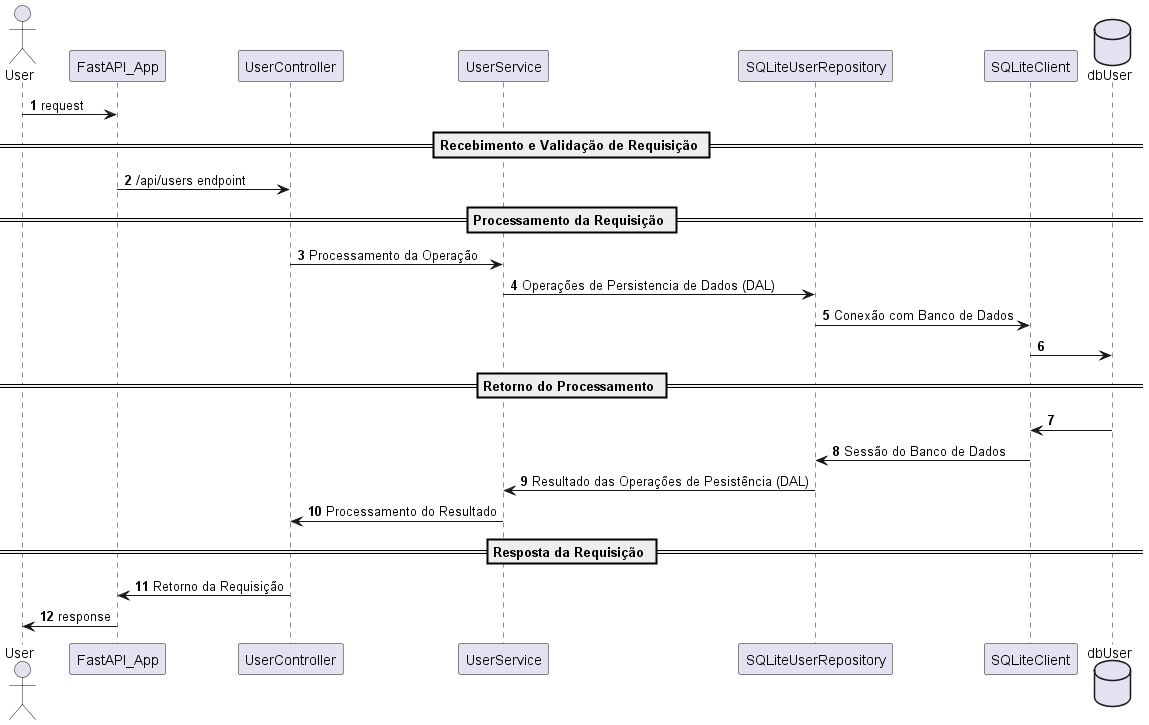 User
FastAPI_App
UserController
UserService
SQLiteUserRepository
SQLiteClient
dbUser
1 request
Recebimento e Validação de Requisição
2 /api/users endpoint
Processamento da Requisição
3 Processamento da Operação
4 Operações de Persistencia de Dados (DAL)
5 Conexão com Banco de Dados
6
Retorno do Processamento
7
8 Sessão do Banco de Dados
9 Resultado das Operações de Pesistência (DAL)
10 Processamento do Resultado
Resposta da Requisição
11 Retorno da Requisição
12 response
User
FastAPI_App
UserController
UserService
SQLiteUserRepository
SQLiteClient
dbUser